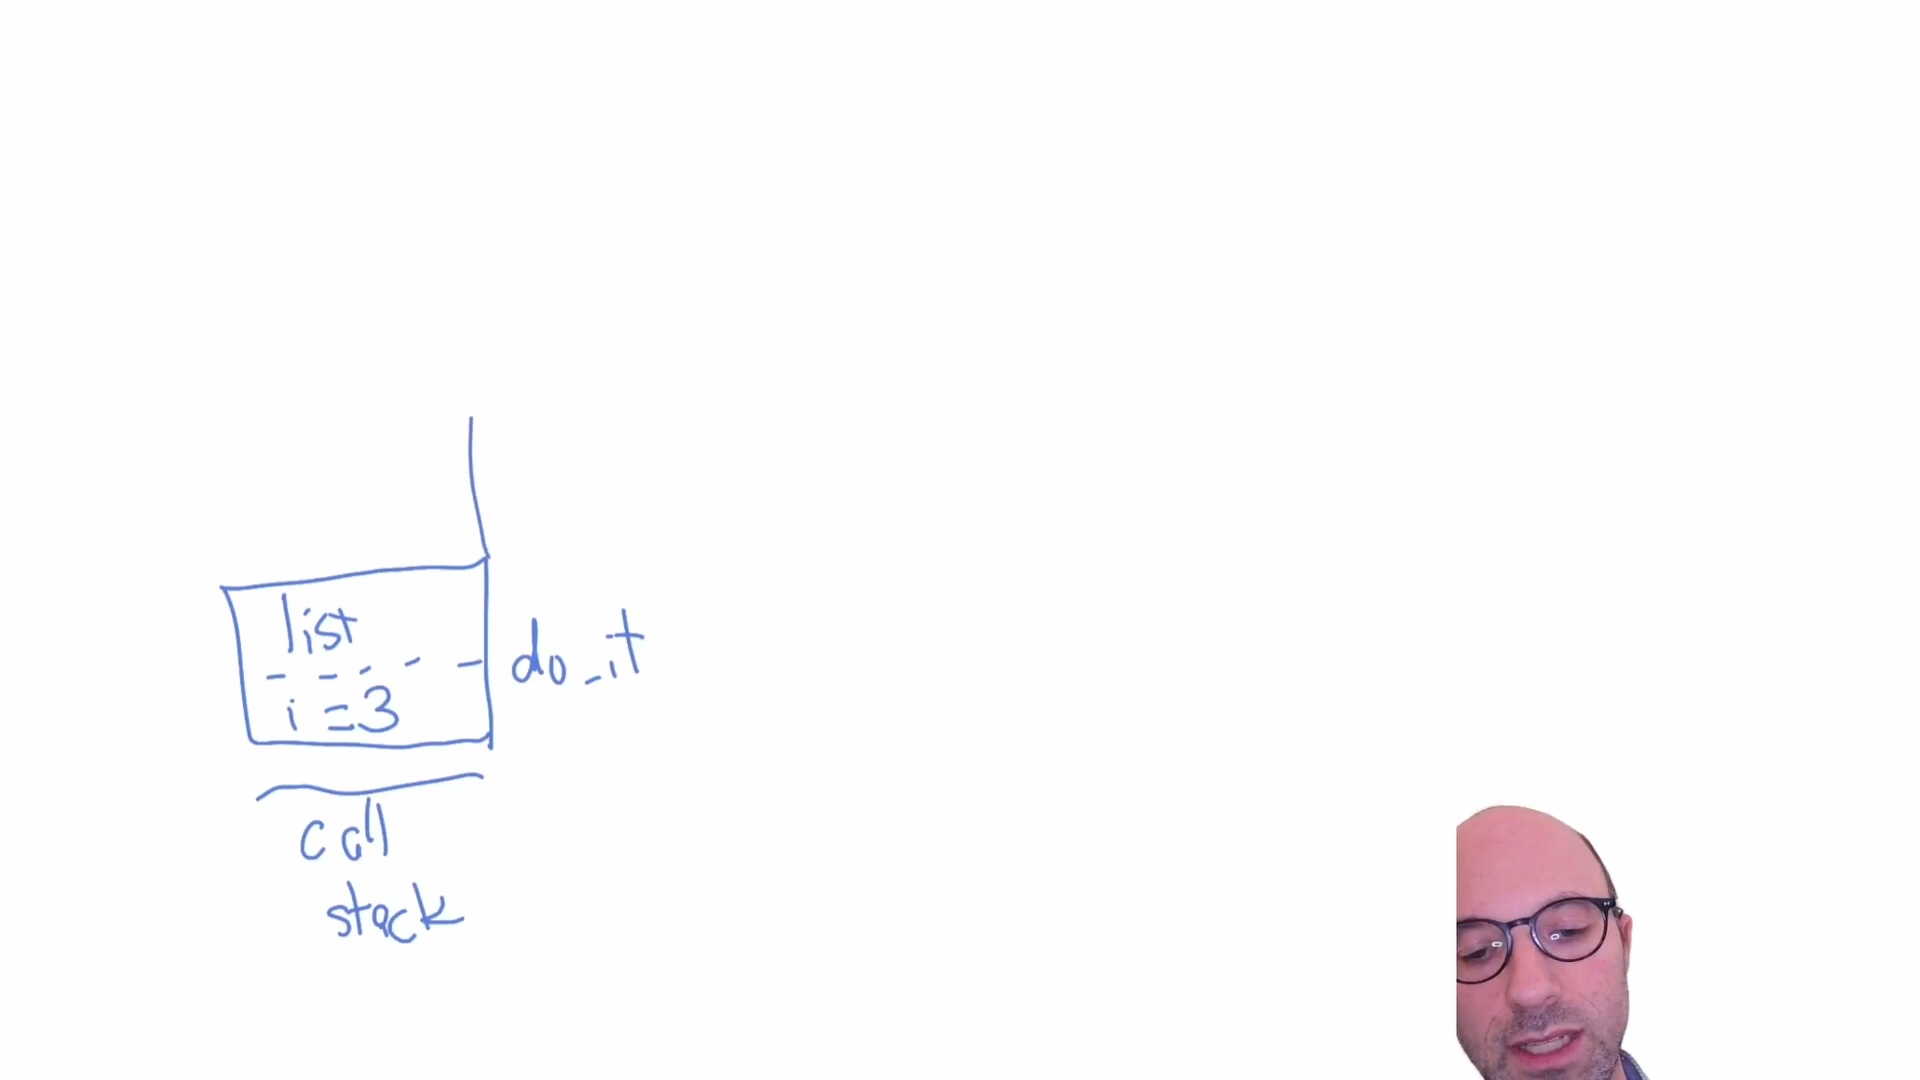 list
i = 3
do_it
call
stack